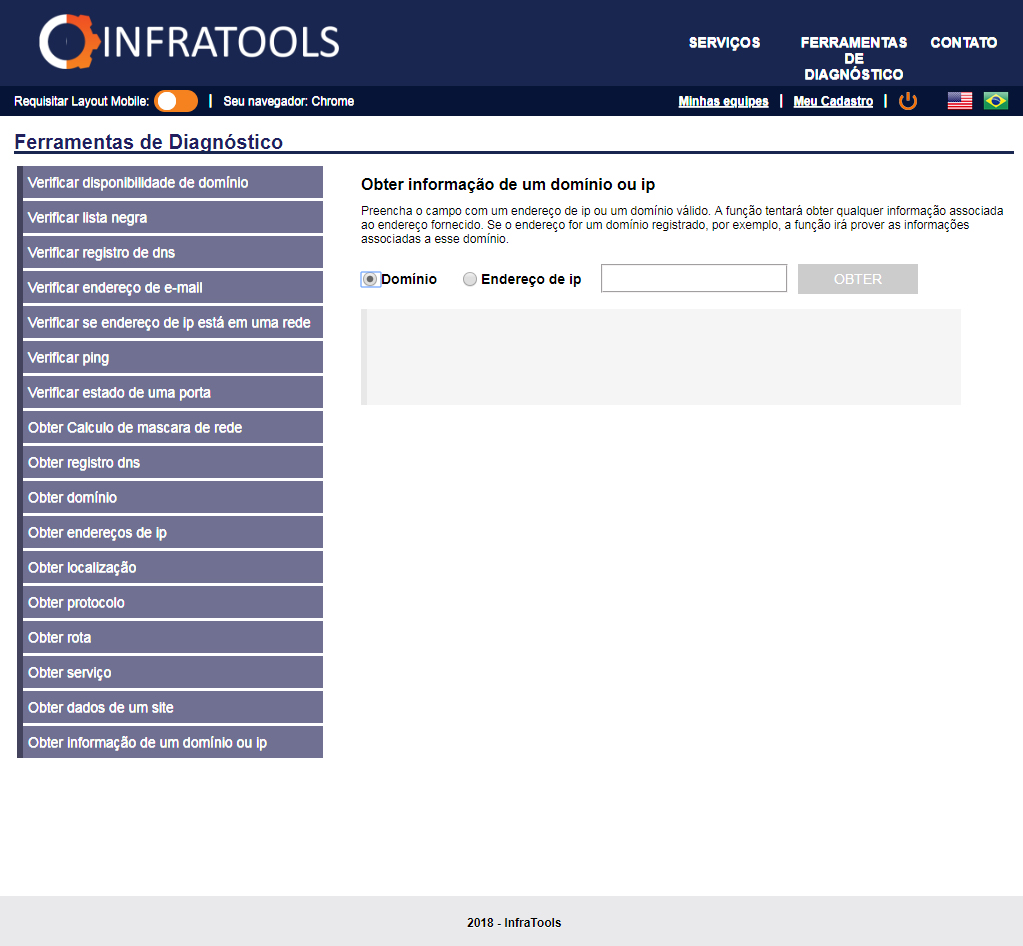 INFRATOOLS
SERVIÇOS
FERRAMENTAS
DE
DIAGNÓSTICO
CONTATO
Requisitar Layout Mobile: | Seu navegador: Chrome
Minhas equipes | Meu Cadastro |
Ferramentas de Diagnóstico
Verificar disponibilidade de domínio
Verificar lista negra
Verificar registro de dns
Verificar endereço de e-mail
Verificar se endereço de ip está em uma rede
Verificar ping
Verificar estado de uma porta
Obter Calculo de mascara de rede
Obter registro dns
Obter domínio
Obter endereços de ip
Obter localização
Obter protocolo
Obter rota
Obter serviço
Obter dados de um site
Obter informação de um domínio ou ip
Obter informação de um domínio ou ip
Preencha o campo com um endereço de ip ou um domínio válido. A função tentará obter qualquer informação associada
ao endereço fornecido. Se o endereço for um domínio registrado, por exemplo, a função irá prover as informações
associadas a esse domínio.
Domínio Endereço de ip OBTER
2018 - InfraTools